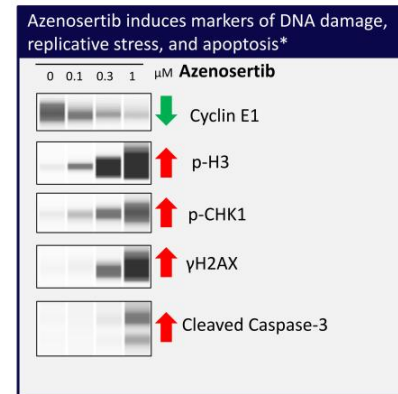 Azenosertib induces markers of DNA damage,
replicative stress, and apoptosis*
0 0.1 0.3 1 μM Azenosertib
Cyclin E1
p-H3
p-CHK1
γH2AX
Cleaved Caspase-3